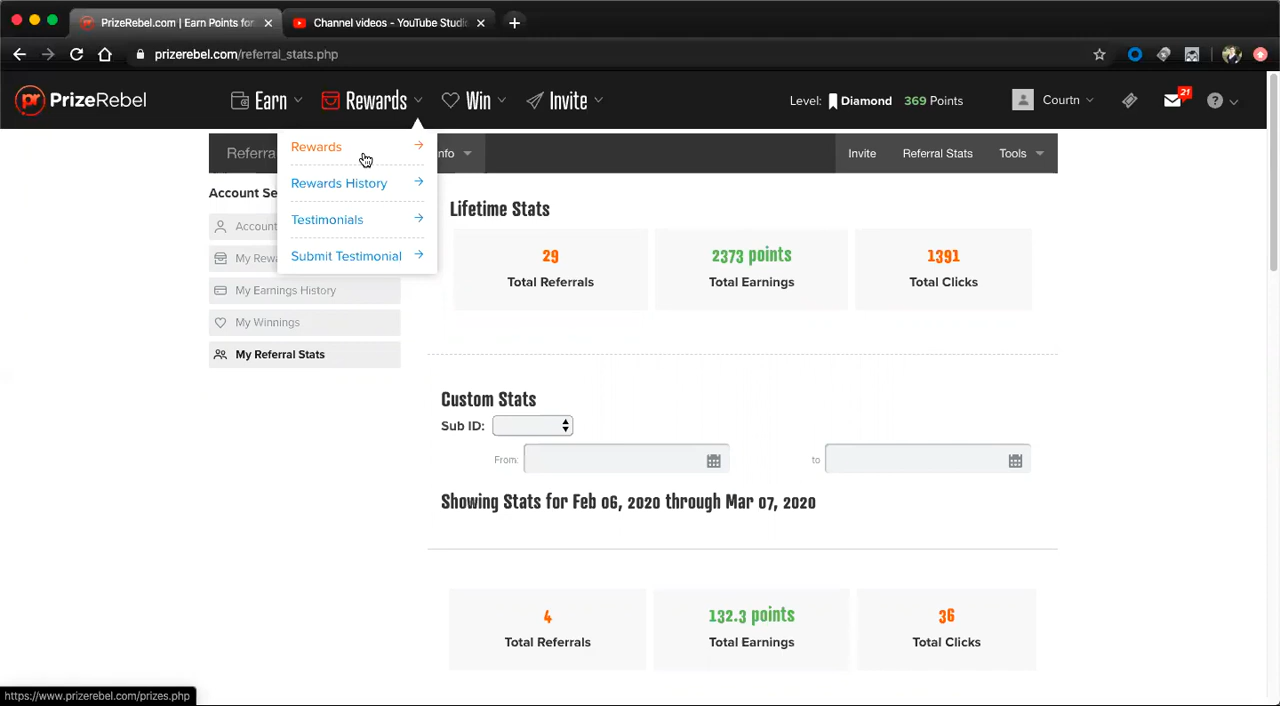 PrizeRebel.com | Earn Points for
Channel videos - YouTube Studio
prizerebel.com/referral_stats.php
pr PrizeRebel
Earn
Rewards
Win
Invite
Level: Diamond 369 Points
Courtn
21
?
Referra
nfo
Invite
Referral Stats
Tools
Rewards
Rewards History
Testimonials
Submit Testimonial
Account Se
Account
My Rew
My Earnings History
My Winnings
My Referral Stats
Lifetime Stats
29
Total Referrals
2373 points
Total Earnings
1391
Total Clicks
Custom Stats
Sub ID:
From:
to
Showing Stats for Feb 06, 2020 through Mar 07, 2020
4
Total Referrals
132.3 points
Total Earnings
36
Total Clicks
https://www.prizerebel.com/prizes.php